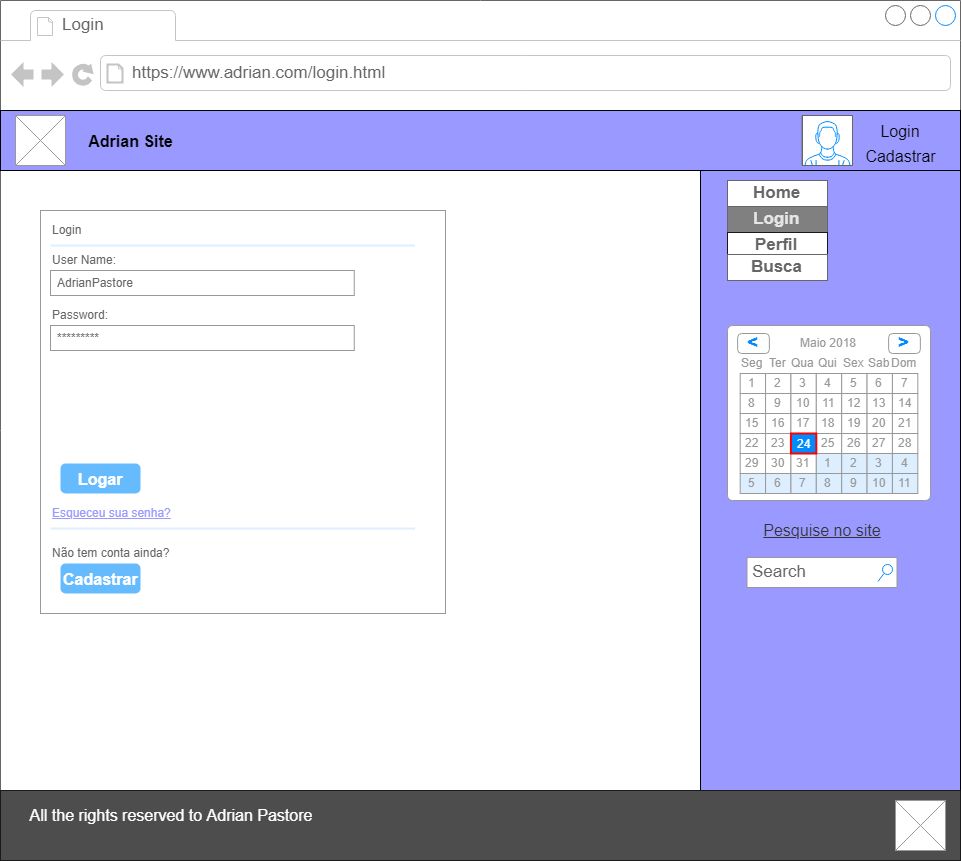 Login
https://www.adrian.com/login.html
Adrian Site
Login
Cadastrar
Home
Login
Perfil
Busca
Login
User Name:
AdrianPastore
Password:
*********
Logar
Esqueceu sua senha?
Não tem conta ainda?
Cadastrar
< Maio 2018 >
Seg Ter Qua Qui Sex Sab Dom
1 2 3 4 5 6 7
8 9 10 11 12 13 14
15 16 17 18 19 20 21
22 23 24 25 26 27 28
29 30 31 1 2 3 4
5 6 7 8 9 10 11
Pesquise no site
Search
All the rights reserved to Adrian Pastore